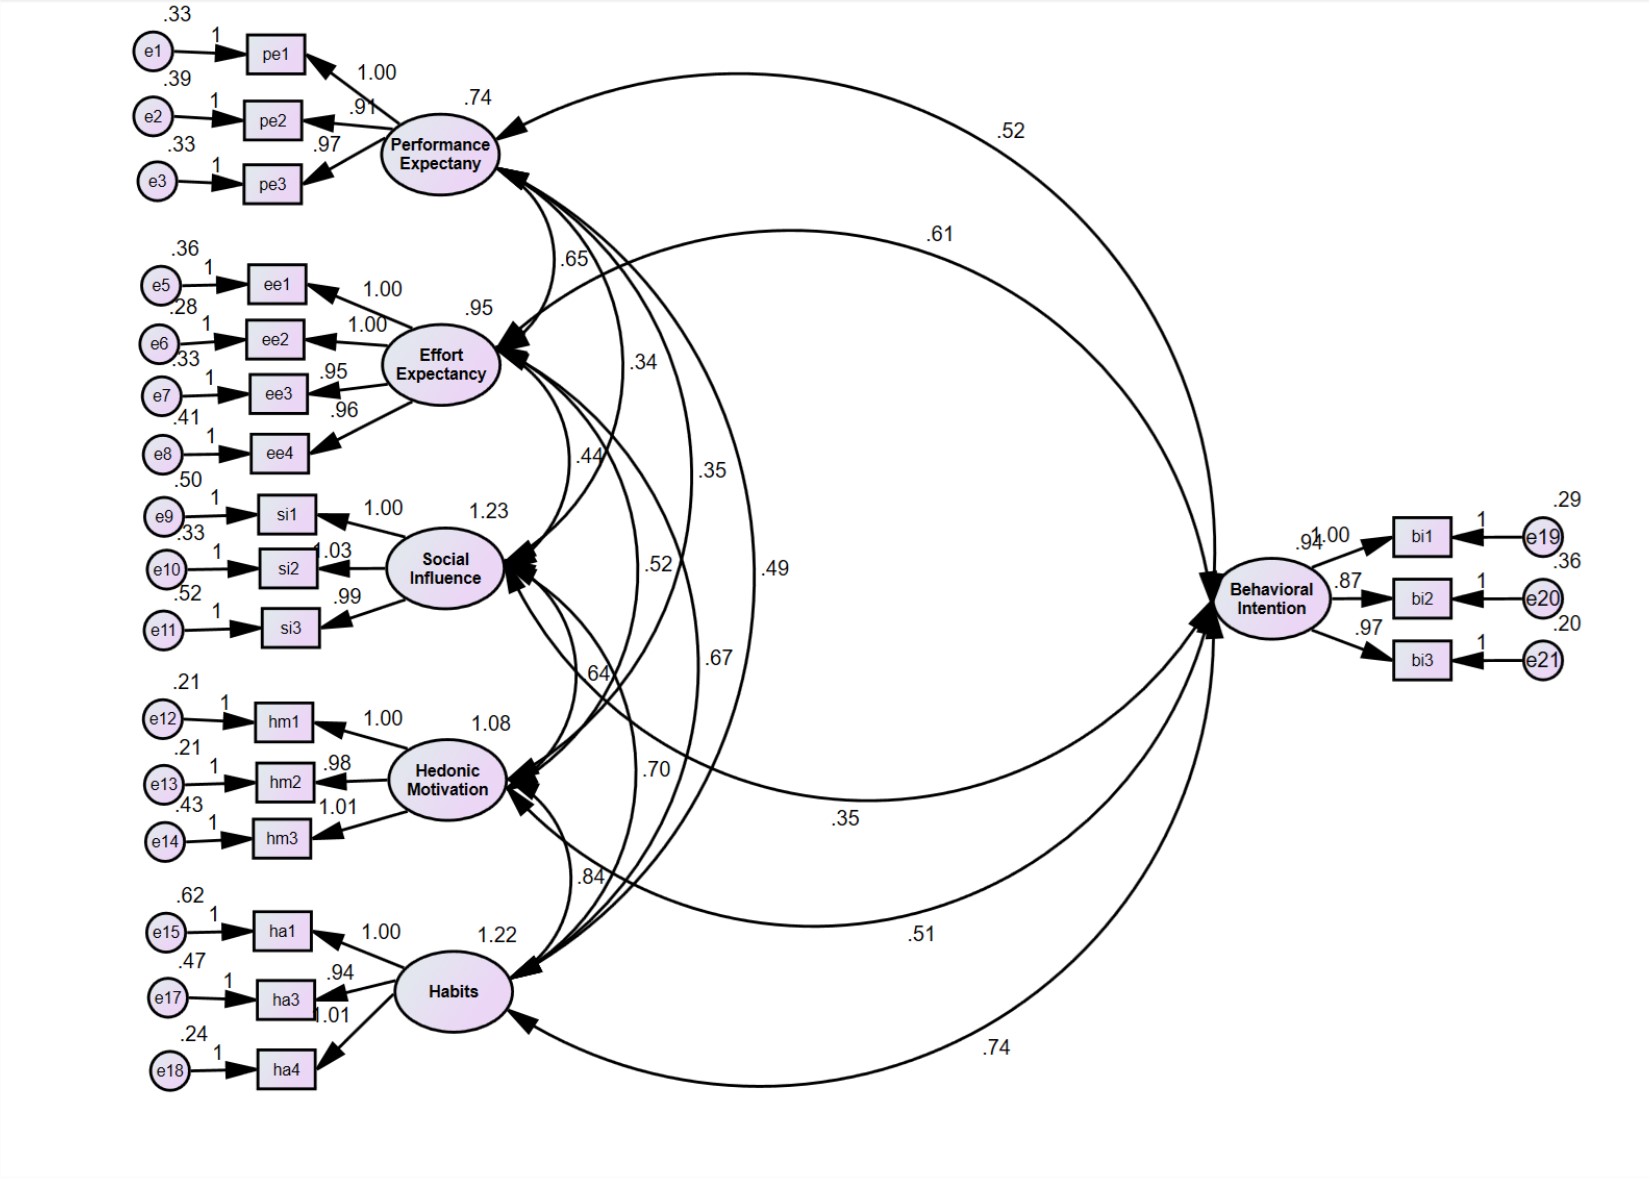 .33
e1
1
pe1
1.00
.39
e2
1
pe2
.91
.74
.33
e3
1
pe3
.97
Performance
Expectany
.52
.36
e5
1
ee1
1.00
.28
e6
1
ee2
1.00
.95
.33
e7
1
ee3
.95
Effort
Expectancy
.41
e8
1
ee4
.96
.65
.61
.34
.44
.35
.50
e9
1
si1
1.00
1.23
.33
e10
1
si2
1.03
Social
Influence
.52
e11
1
si3
.99
.52
.49
.67
.64
.21
e12
1
hm1
1.00
1.08
.21
e13
1
hm2
.98
Hedonic
Motivation
.43
e14
1
hm3
1.01
.70
.35
.84
.51
.62
e15
1
ha1
1.00
1.22
.47
e17
1
ha3
.94
Habits
.24
e18
1
ha4
1.01
.74
.94
Behavioral
Intention
1.00
bi1
1
e19
.29
.87
bi2
1
e20
.36
.97
bi3
1
e21
.20